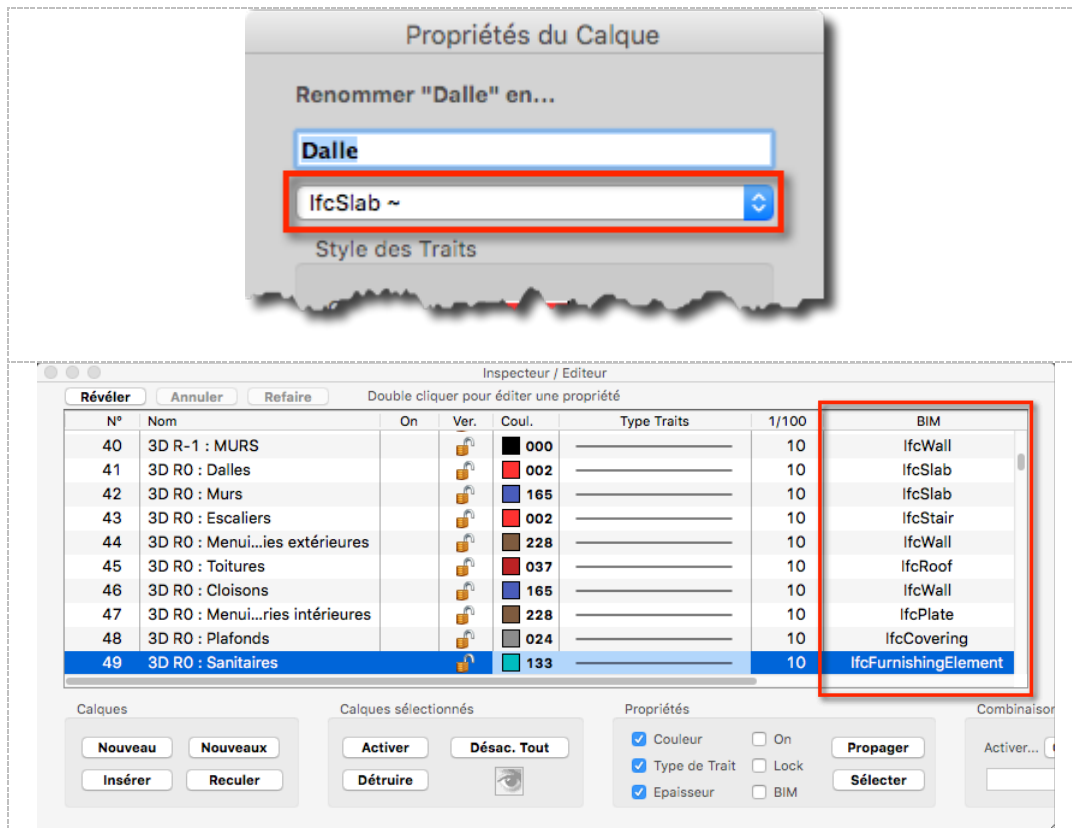 Propriétés du Calque
Renommer "Dalle" en...
Dalle
IfcSlab ~
Style des Traits
Inspecteur / Editeur
Révéler Annuler Refaire Double cliquer pour éditer une propriété
N° Nom On Ver. Coul. Type Traits 1/100 BIM
40 3D R-1 : MURS 000 10 IfcWall
41 3D R0 : Dalles 002 10 IfcSlab
42 3D R0 : Murs 165 10 IfcSlab
43 3D R0 : Escaliers 002 10 IfcStair
44 3D R0 : Menui...ies extérieures 228 10 IfcWall
45 3D R0 : Toitures 037 10 IfcRoof
46 3D R0 : Cloisons 165 10 IfcWall
47 3D R0 : Menui...ries intérieures 228 10 IfcPlate
48 3D R0 : Plafonds 024 10 IfcCovering
49 3D R0 : Sanitaires 133 10 IfcFurnishingElement
Calques Calques sélectionnés Propriétés Combinaison
Nouveau Nouveaux Activer Désac. Tout Couleur On Propager Activer...
Type de Trait Lock
Insérer Reculer Détruire Sélecter
Epaisseur BIM